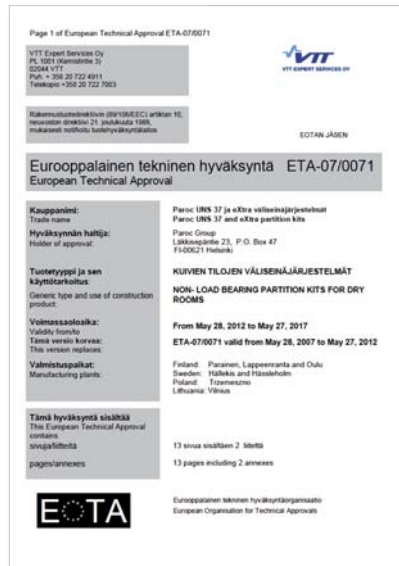 Page 1 of European Technical Approval ETA-07/0071
VTT Expert Services Oy
PL 1001 (Kemistintie 3)
02044 VTT
Puh. + 358 20 722 4911
Telekopio +358 20 722 7003
VTT
VTT EXPERT SERVICES OY
Rakennustuotedirektiivin (89/106/EEC) artiklan 10,
neuvoston direktiivi 21. joulukuuta 1988,
mukaisesti notifioitu tuotehyväksyntälaitos
EOTAN JÄSEN
Eurooppalainen tekninen hyväksyntä ETA-07/0071
European Technical Approval
Kauppanimi:
Trade name
Paroc UNS 37 ja eXtra väliseinäjärjestelmät
Paroc UNS 37 and eXtra partition kits
Hyväksynnän haltija:
Holder of approval:
Paroc Group
Läkkisepäntie 23, P.O. Box 47
FI-00621 Helsinki
Tuotetyyppi ja sen
käyttötarkoitus:
KUIVIEN TILOJEN VÄLISEINÄJÄRJESTELMÄT
Generic type and use of construction
product:
NON- LOAD BEARING PARTITION KITS FOR DRY
ROOMS
Voimassaoloaika:
Validity from/to
From May 28, 2012 to May 27, 2017
Tämä versio korvaa:
This version replaces:
ETA-07/0071 valid from May 28, 2007 to May 27, 2012
Valmistuspaikat:
Manufacturing plants:
Finland: Parainen, Lappeenranta and Oulu
Sweden: Hällekis and Hässleholm
Poland: Trzemeszno
Lithuania: Vilnius
Tämä hyväksyntä sisältää
This European Technical Approval
contains
sivuja/liitteitä
13 sivua sisältäen 2 liitettä
pages/annexes
13 pages including 2 annexes
EOTA
Eurooppalainen tekninen hyväksyntäorganisaatio
European Organisation for Technical Approvals